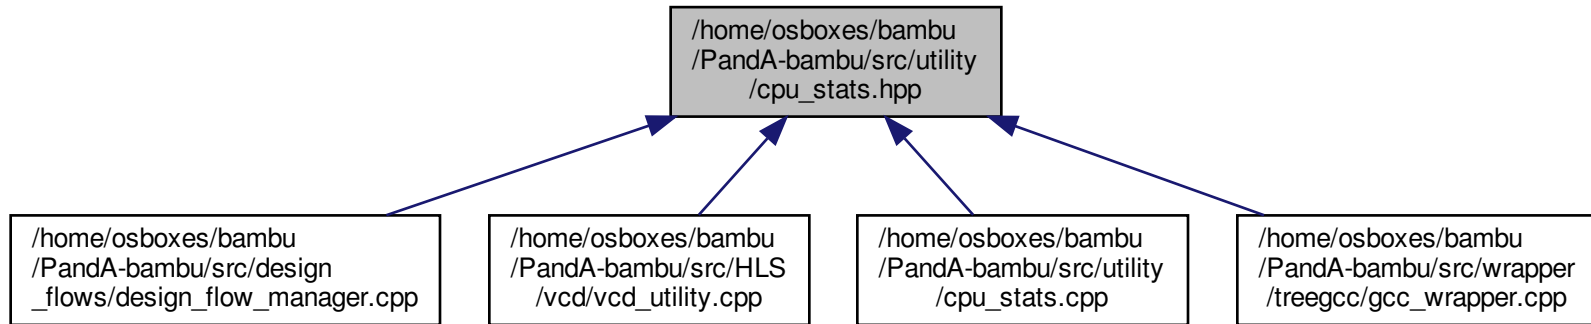 /home/osboxes/bambu
/PandA-bambu/src/utility
/cpu_stats.hpp
/home/osboxes/bambu
/PandA-bambu/src/design
_flows/design_flow_manager.cpp
/home/osboxes/bambu
/PandA-bambu/src/HLS
/vcd/vcd_utility.cpp
/home/osboxes/bambu
/PandA-bambu/src/utility
/cpu_stats.cpp
/home/osboxes/bambu
/PandA-bambu/src/wrapper
/treegcc/gcc_wrapper.cpp